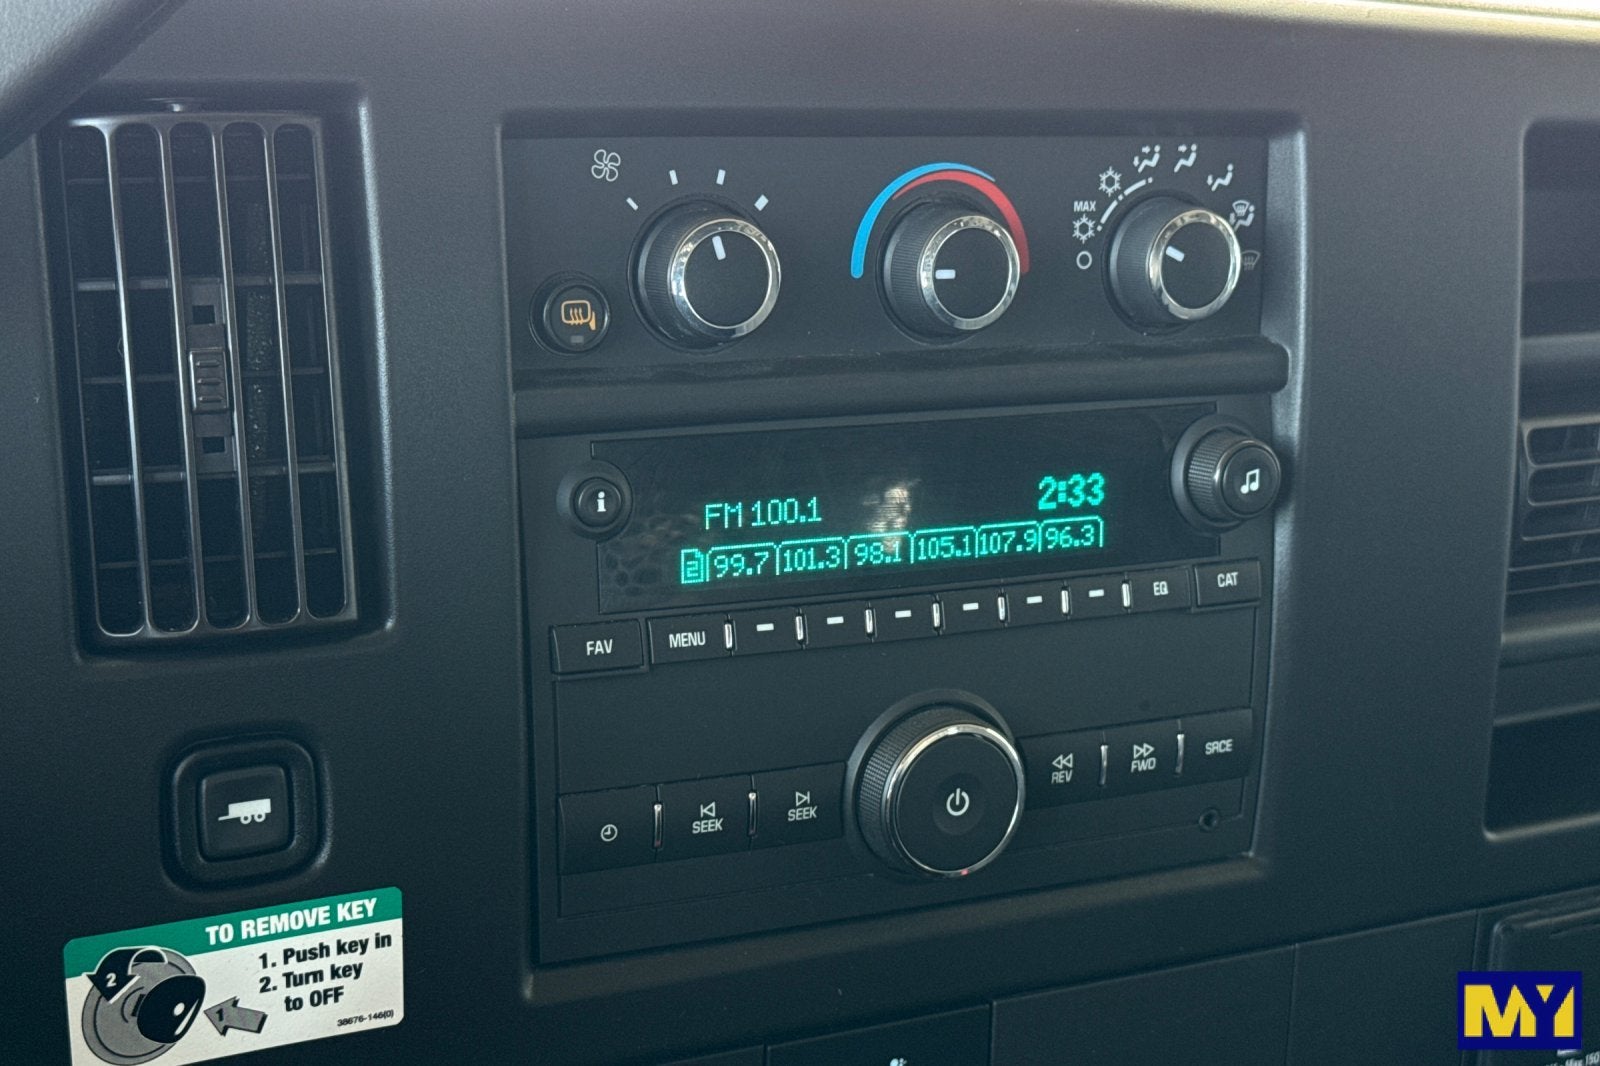 MAX
FM 100.1
2:33
2 99.7 101.3 98.1 105.1 107.9 96.3
i
FAV
MENU
EQ
CAT
SEEK
SEEK
REV
FWD
SRCE
TO REMOVE KEY
1. Push key in
2. Turn key
to OFF
2
1
38676-146(0)
MY